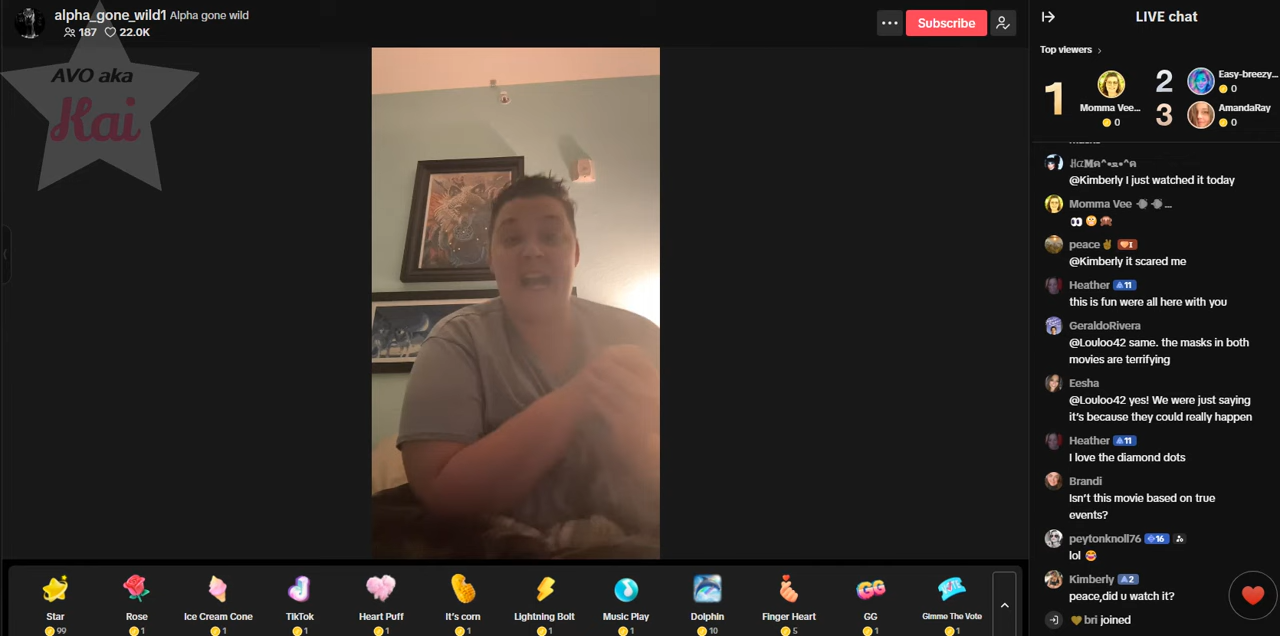 alpha_gone_wild1 Alpha gone wild
187 22.0K
AVO aka
Kai
Subscribe
LIVE chat
Top viewers
1
Momma Vee...
0
2
Easy-breezy...
0
3
AmandaRay
0
@Kimberly I just watched it today
Momma Vee ...
peace
@Kimberly it scared me
Heather 11
this is fun were all here with you
GeraldoRivera
@Louloo42 same. the masks in both
movies are terrifying
Eesha
@Louloo42 yes! We were just saying
it's because they could really happen
Heather 11
I love the diamond dots
Brandi
Isn't this movie based on true
events?
peytonknoll76 16
lol
Kimberly 2
peace,did u watch it?
bri joined
Star
99
Rose
1
Ice Cream Cone
1
TikTok
1
Heart Puff
1
It's corn
1
Lightning Bolt
1
Music Play
1
Dolphin
10
Finger Heart
5
GG
1
Gimme The Vote
1